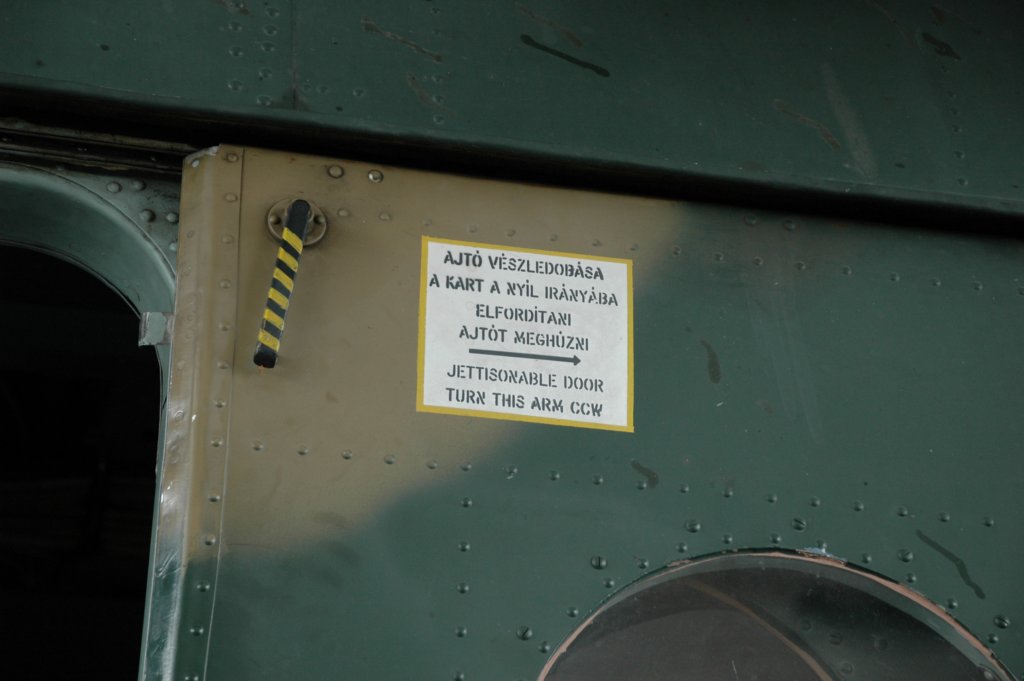 AJTÓ VÉSZLEDOBÁSA
A KART A NYÍL IRÁNYÁBA
ELFORDÍTANI
AJTÓT MEGHÚZNI
JETTISONABLE DOOR
TURN THIS ARM CCW